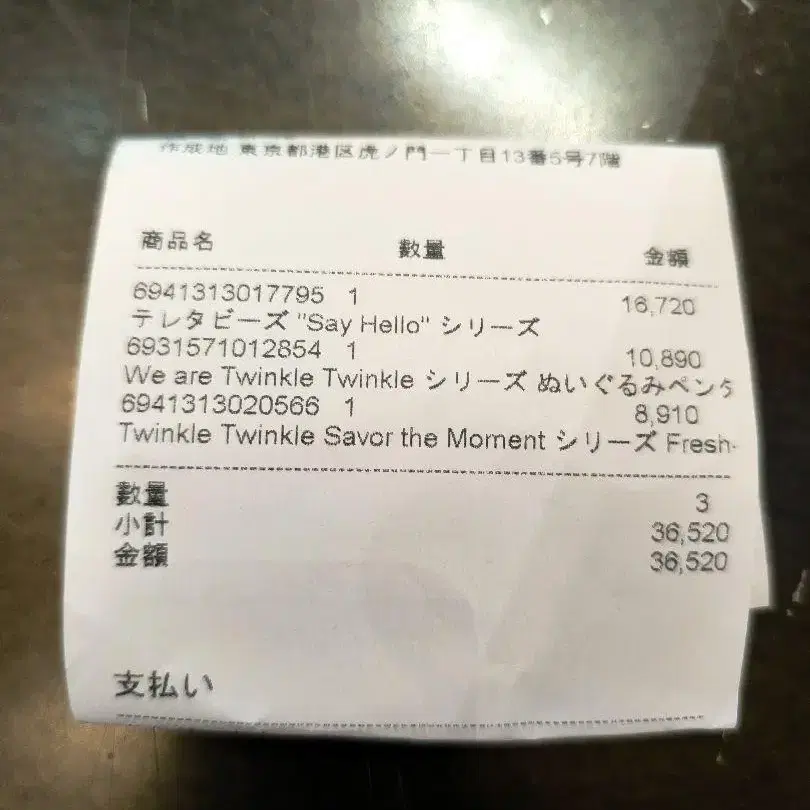 作成地 東京都港区虎ノ門一丁目13番5号7階
商品名 数量 金額
6941313017795 1 16,720
テレタビーズ "Say Hello" シリーズ
6931571012854 1 10,890
We are Twinkle Twinkle シリーズ ぬいぐるみペンダ
6941313020566 1 8,910
Twinkle Twinkle Savor the Moment シリーズ Fresh-
数量 3
小計 36,520
金額 36,520
支払い